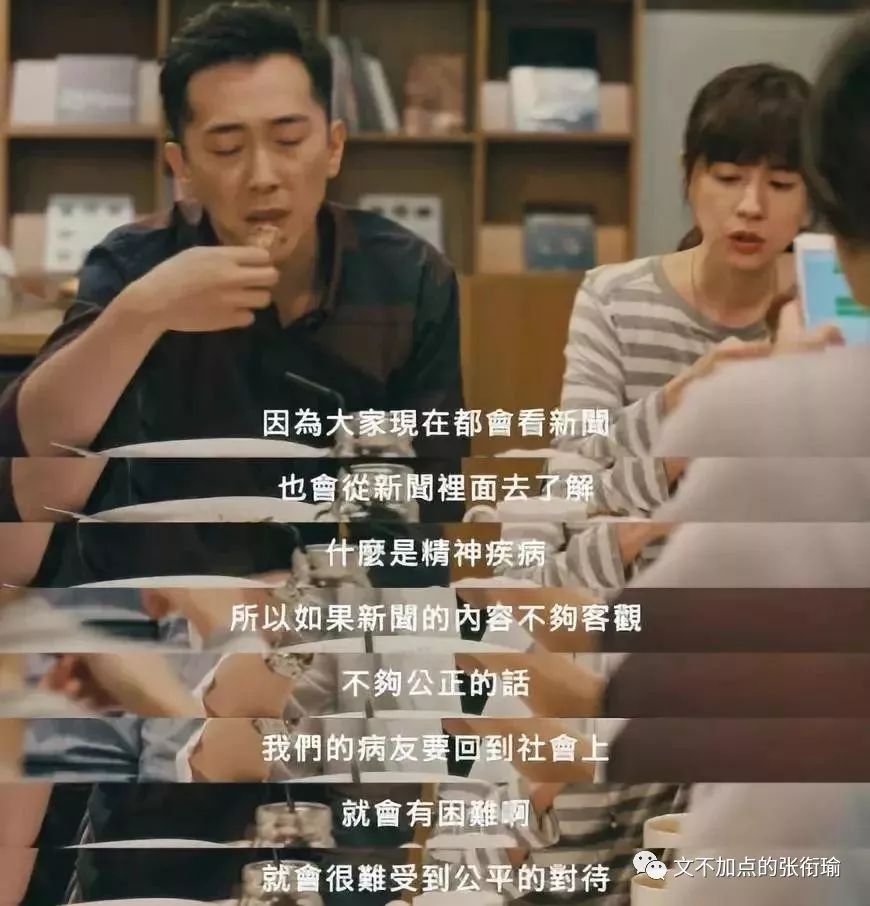 因為大家現在都會看新聞
也會從新聞裡面去了解
什麼是精神疾病
所以如果新聞的內容不夠客觀
不夠公正的話
我們的病友要回到社會上
就會有困難啊
就會很難受到公平的對待
文不加点的张衔瑜